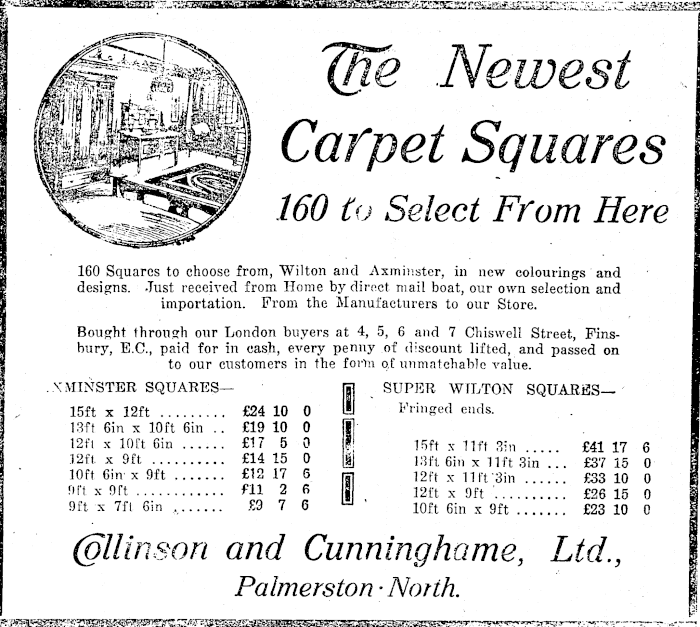 The Newest
Carpet Squares
160 to Select From Here
160 Squares to choose from, Wilton and Axminster, in new colourings and
designs. Just received from Home by direct mail boat, our own selection and
importation. From the Manufacturers to our Store.
Bought through our London buyers at 4, 5, 6 and 7 Chiswell Street, Fins-
bury, E.C., paid for in cash, every penny of discount lifted, and passed on
to our customers in the form of unmatchable value.
XMINSTER SQUARES—
15ft x 12ft ......... £24 10 0
13ft 6in x 10ft 6in .. £19 10 0
12ft x 10ft 6in ...... £17 5 0
12ft x 9ft .......... £14 15 0
10ft 6in x 9ft ....... £12 17 6
9ft x 9ft ............ £11 2 6
9ft x 7ft 6in ....... £9 7 6
SUPER WILTON SQUARES—
Fringed ends.
15ft x 11ft 3in ..... £41 17 6
13ft 6in x 11ft 3in ... £37 15 0
12ft x 11ft 3in ...... £33 10 0
12ft x 9ft .......... £26 15 0
10ft 6in x 9ft ....... £23 10 0
Collinson and Cunninghame, Ltd.,
Palmerston North.